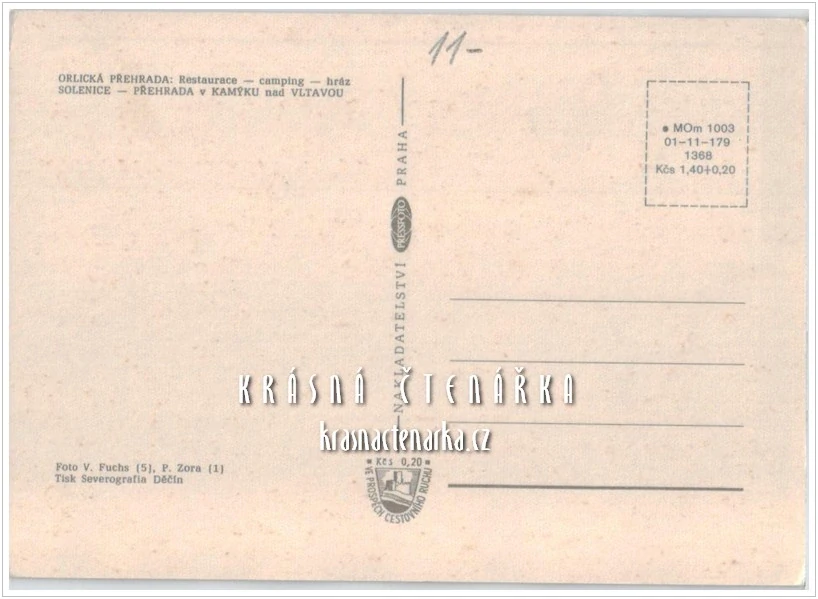 11-
ORLICKÁ PŘEHRADA: Restaurace — camping — hráz
SOLENICE — PŘEHRADA v KAMÝKU nad VLTAVOU
● MOm 1003
01-11-179
1368
Kčs 1,40+0,20
NAKLADATELSTVÍ PRESSFOTO PRAHA
KRÁSNÁ ČTENÁŘKA
krasnactenarka.cz
Foto V. Fuchs (5), P. Zora (1)
Tisk Severografia Děčín
• Kčs 0,20 •
VE PROSPĚCH CESTOVNÍHO RUCHU